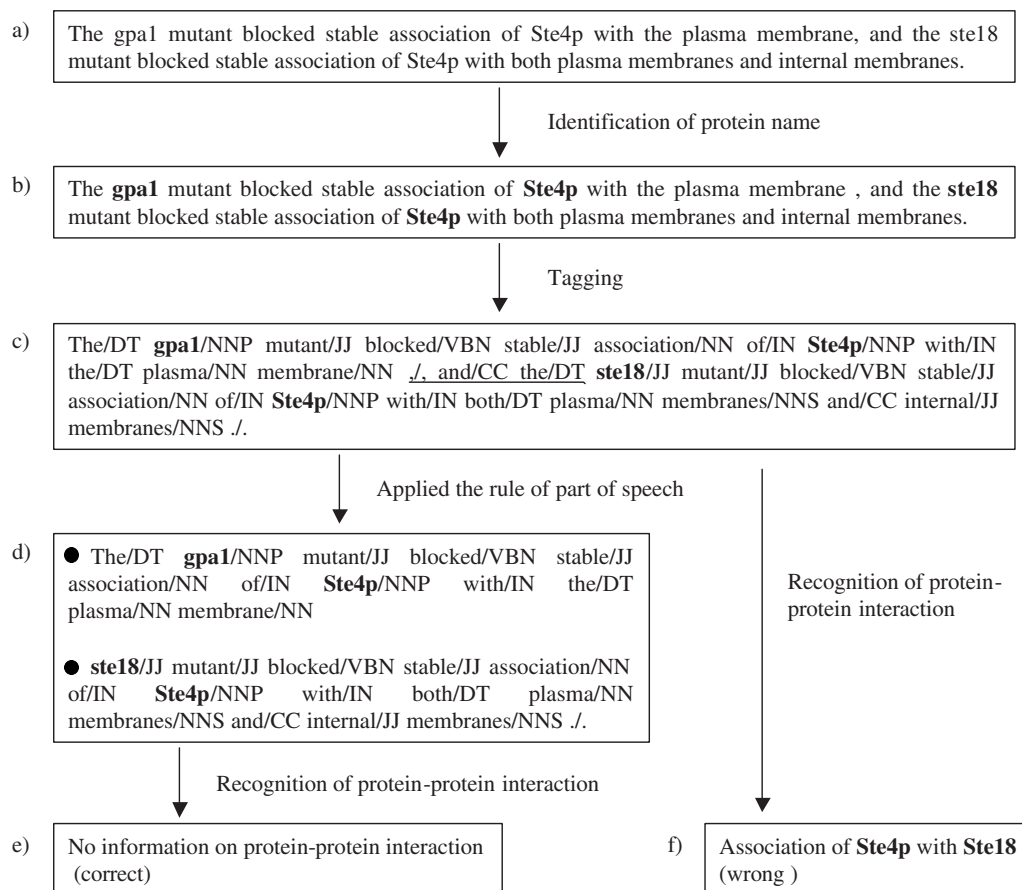 a) The gpa1 mutant blocked stable association of Ste4p with the plasma membrane, and the ste18
mutant blocked stable association of Ste4p with both plasma membranes and internal membranes.
Identification of protein name
b) The gpa1 mutant blocked stable association of Ste4p with the plasma membrane , and the ste18
mutant blocked stable association of Ste4p with both plasma membranes and internal membranes.
Tagging
c) The/DT gpa1/NNP mutant/JJ blocked/VBN stable/JJ association/NN of/IN Ste4p/NNP with/IN
the/DT plasma/NN membrane/NN ,/, and/CC the/DT ste18/JJ mutant/JJ blocked/VBN stable/JJ
association/NN of/IN Ste4p/NNP with/IN both/DT plasma/NN membranes/NNS and/CC internal/JJ
membranes/NNS ./.
Applied the rule of part of speech
d) ● The/DT gpa1/NNP mutant/JJ blocked/VBN stable/JJ
association/NN of/IN Ste4p/NNP with/IN the/DT
plasma/NN membrane/NN
● ste18/JJ mutant/JJ blocked/VBN stable/JJ association/NN
of/IN Ste4p/NNP with/IN both/DT plasma/NN
membranes/NNS and/CC internal/JJ membranes/NNS ./.
Recognition of protein-
protein interaction
Recognition of protein-protein interaction
e) No information on protein-protein interaction
(correct)
f) Association of Ste4p with Ste18
(wrong )